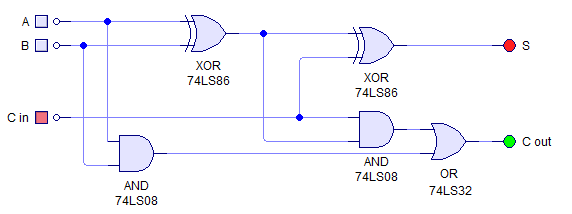 A
B
XOR
74LS86
XOR
74LS86
S
C in
AND
74LS08
AND
74LS08
OR
74LS32
C out